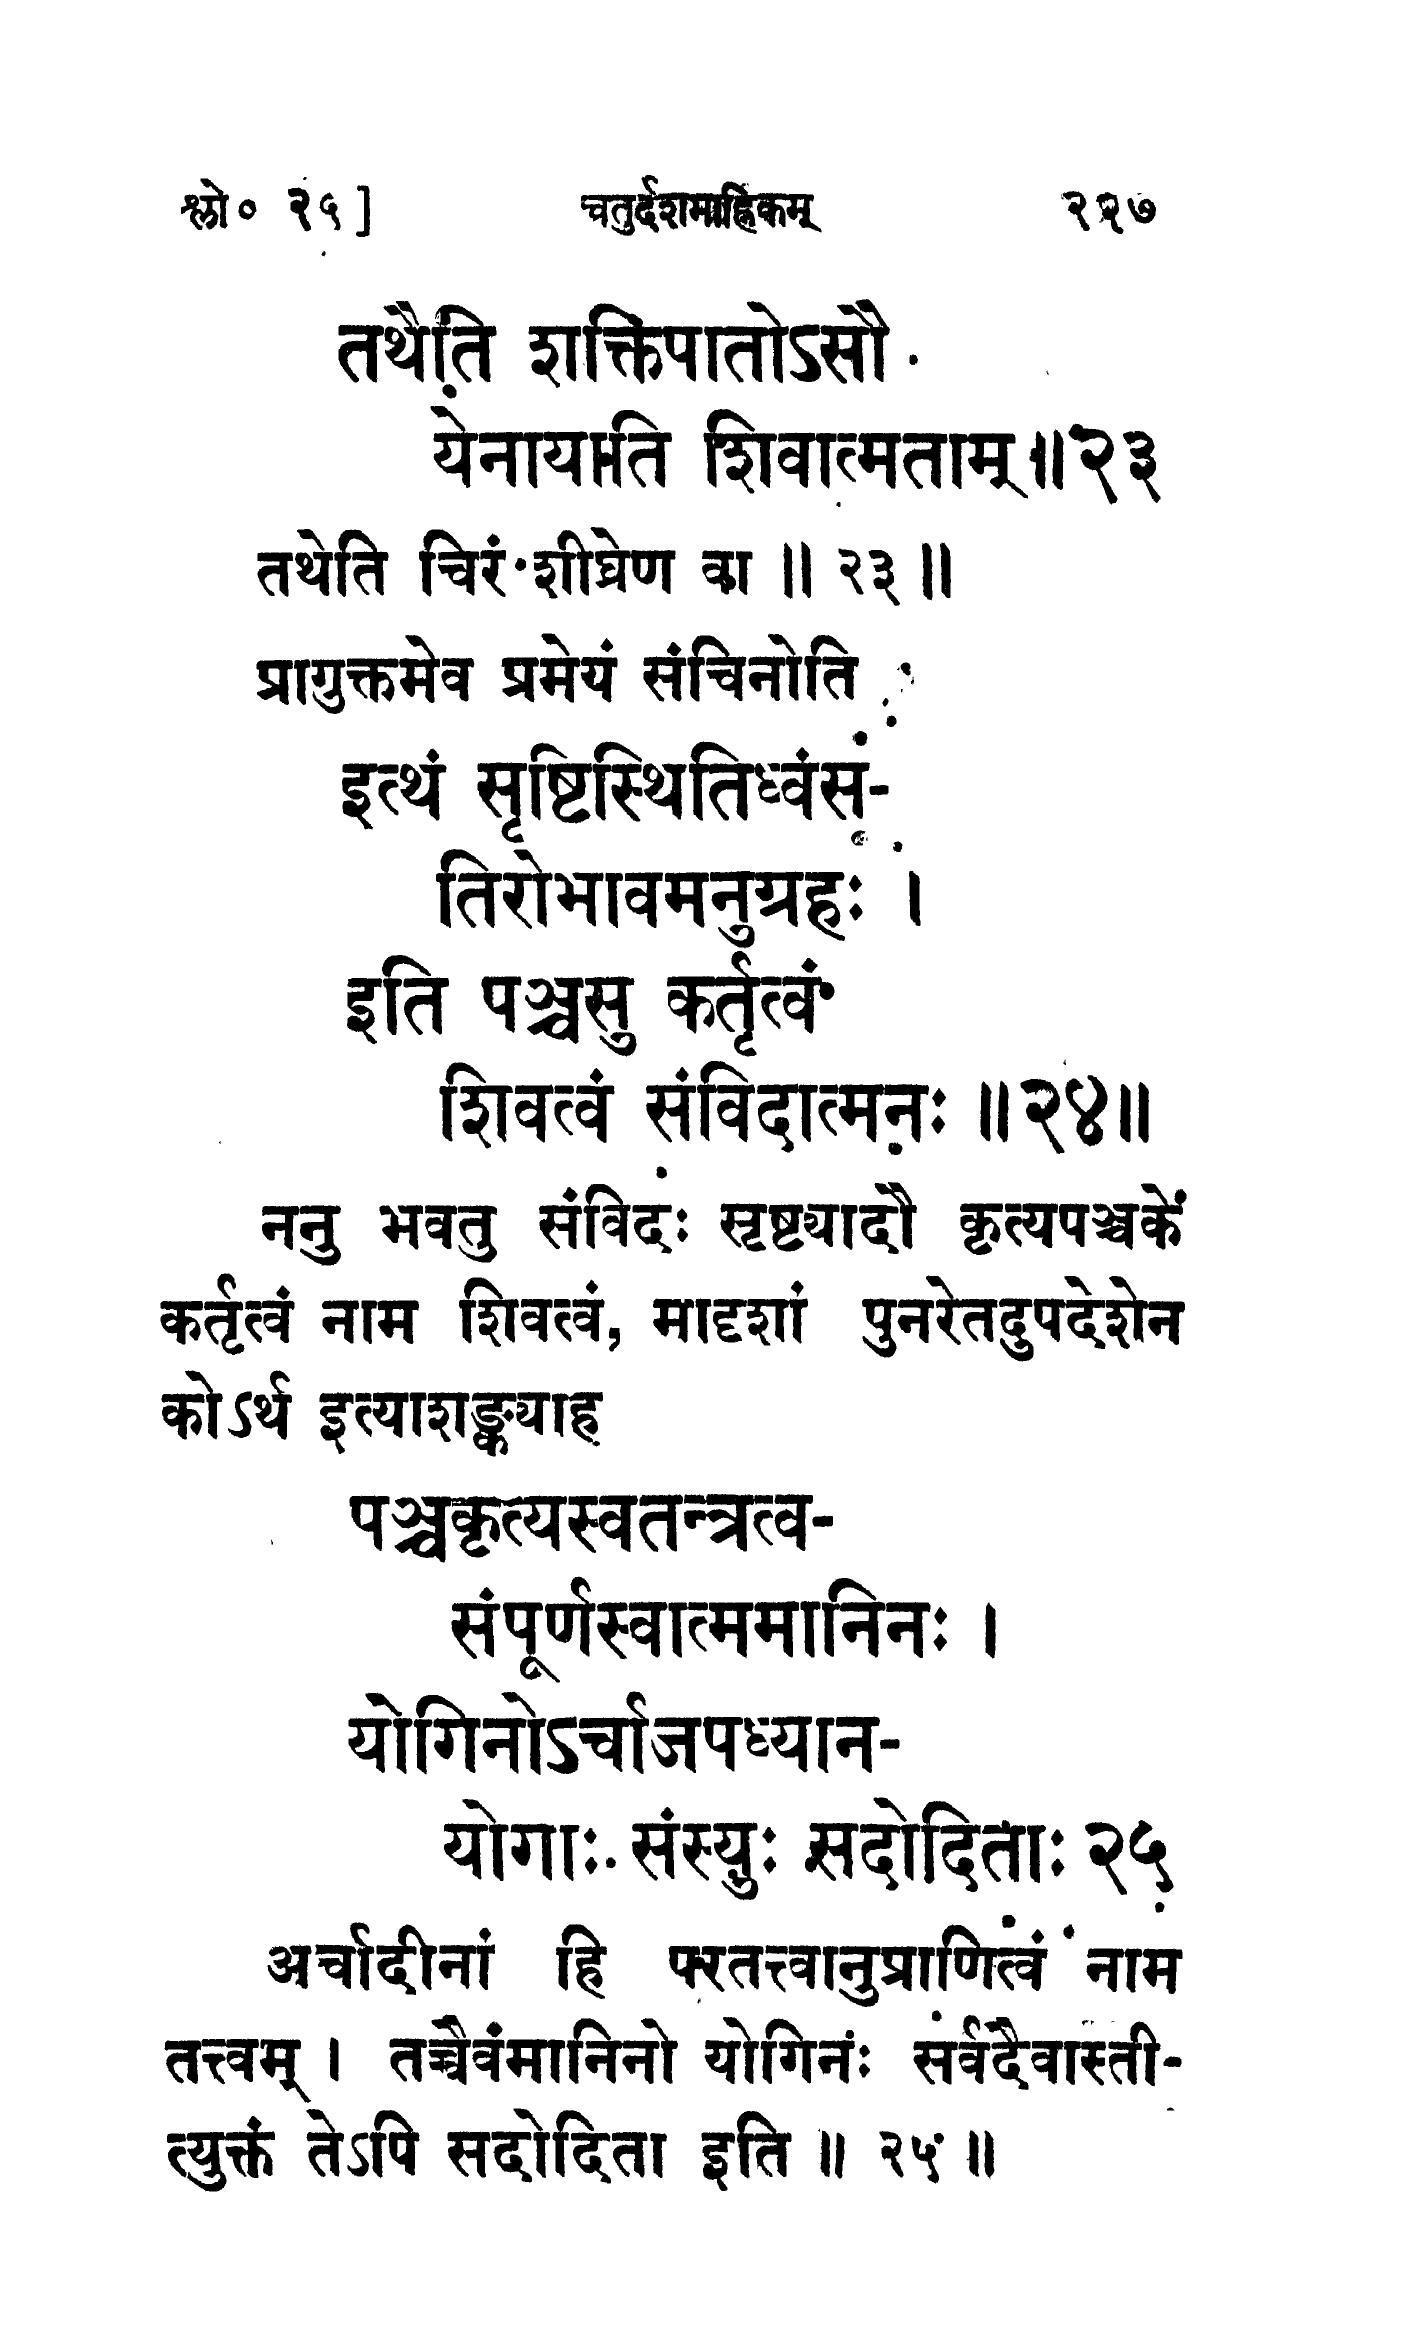 श्लो० २५]	चतुर्दशमाह्निकम्	२२७
तथैति शक्तिपातोऽसौ
येनायाति शिवात्मताम् ॥२३
तथेति चिरं शीघ्रेण वा ॥ २३ ॥
प्रागुक्तमेव प्रमेयं संचिनोति
इत्थं सृष्टिस्थितिध्वंस-
तिरोभावमनुग्रहः ।
इति पञ्चसु कर्तृत्वं
शिवत्वं संविदात्मनः ॥२४॥
ननु भवतु संविदः सृष्ट्यादौ कृत्यपञ्चके
कर्तृत्वं नाम शिवत्वं, मादृशां पुनरेतदुपदेशेन
कोऽर्थ इत्याशङ्क्याह
पञ्चकृत्यस्वतन्त्रत्व-
संपूर्णस्वात्ममानिनः ।
योगिनोऽर्चाजपध्यान-
योगाः संस्युः सदोदिताः २५
अर्चादीनां हि परतत्त्वानुप्राणित्वं नाम
तत्त्वम् । तच्चैवंमानिनो योगिनः सर्वदैवास्ती-
त्युक्तं तेऽपि सदोदिता इति ॥ २५ ॥